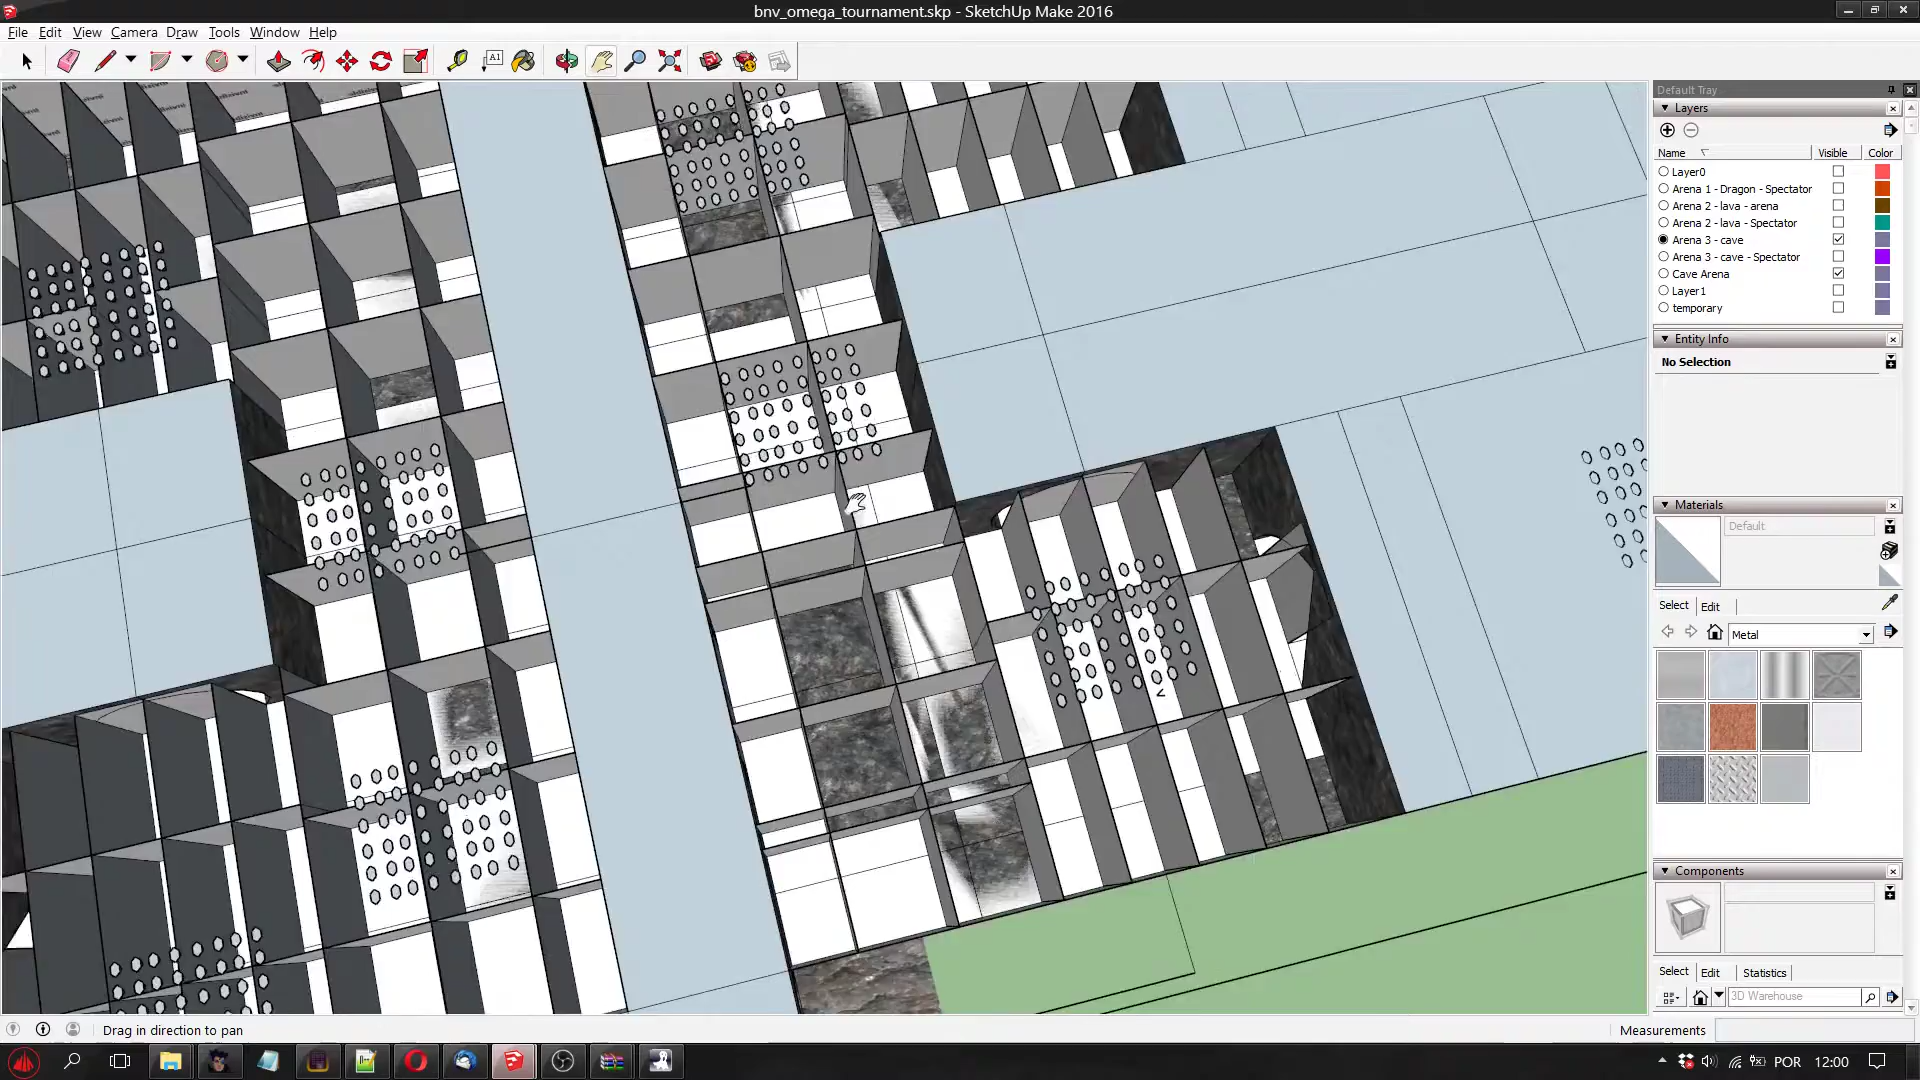 bnv_omega_tournament.skp - SketchUp Make 2016
File Edit View Camera Draw Tools Window Help
A1
Default Tray
Layers
Name Visible Color
Layer0
Arena 1 - Dragon - Spectator
Arena 2 - lava - arena
Arena 2 - lava - Spectator
Arena 3 - cave
Arena 3 - cave - Spectator
Cave Arena
Layer1
temporary
Entity Info
No Selection
Materials
Default
Select Edit
Metal
Components
Select Edit Statistics
3D Warehouse
Drag in direction to pan
Measurements
POR 12:00